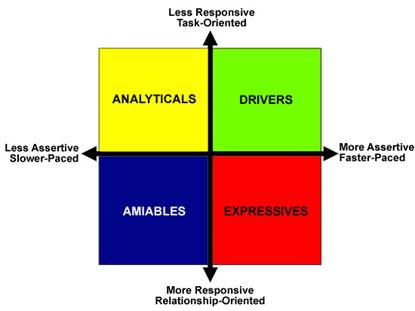 Less Responsive
Task-Oriented
ANALYTICALS
DRIVERS
Less Assertive
Slower-Paced
More Assertive
Faster-Paced
AMIABLES
EXPRESSIVES
More Responsive
Relationship-Oriented